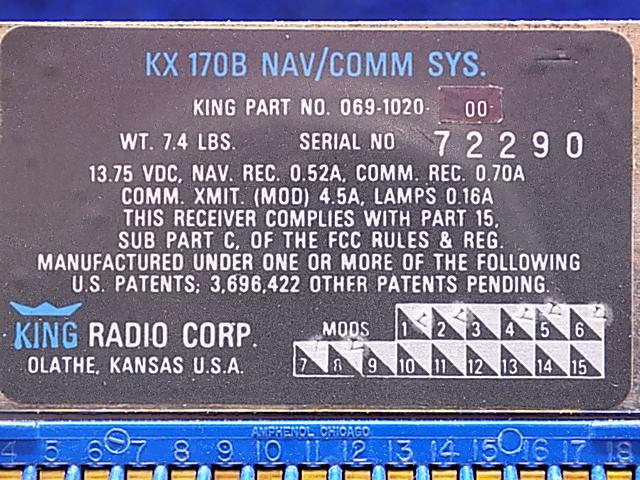 KX 170B NAV/COMM SYS.
KING PART NO. 069-1020- 00
WT. 7.4 LBS. SERIAL NO 72290
13.75 VDC, NAV. REC. 0.52A, COMM. REC. 0.70A
COMM. XMIT. (MOD) 4.5A, LAMPS 0.16A
THIS RECEIVER COMPLIES WITH PART 15,
SUB PART C, OF THE FCC RULES & REG.
MANUFACTURED UNDER ONE OR MORE OF THE FOLLOWING
U.S. PATENTS; 3,696,422 OTHER PATENTS PENDING.
KING RADIO CORP.
OLATHE, KANSAS U.S.A.
MODS 1 2 3 4 5 6
7 8 9 10 11 12 13 14 15
AMPHENOL CHICAGO
4 5 6 7 8 9 10 11 12 13 14 15 16 17 18